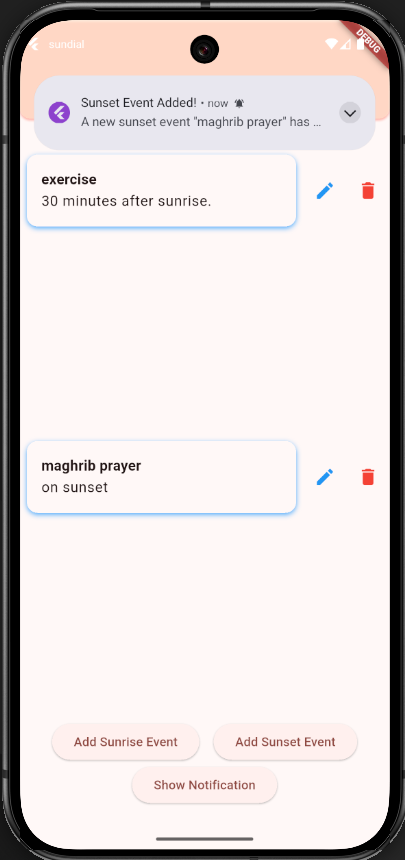 sundial
DEBUG
Sunset Event Added! • now
A new sunset event "maghrib prayer" has ...
exercise
30 minutes after sunrise.
maghrib prayer
on sunset
Add Sunrise Event
Add Sunset Event
Show Notification